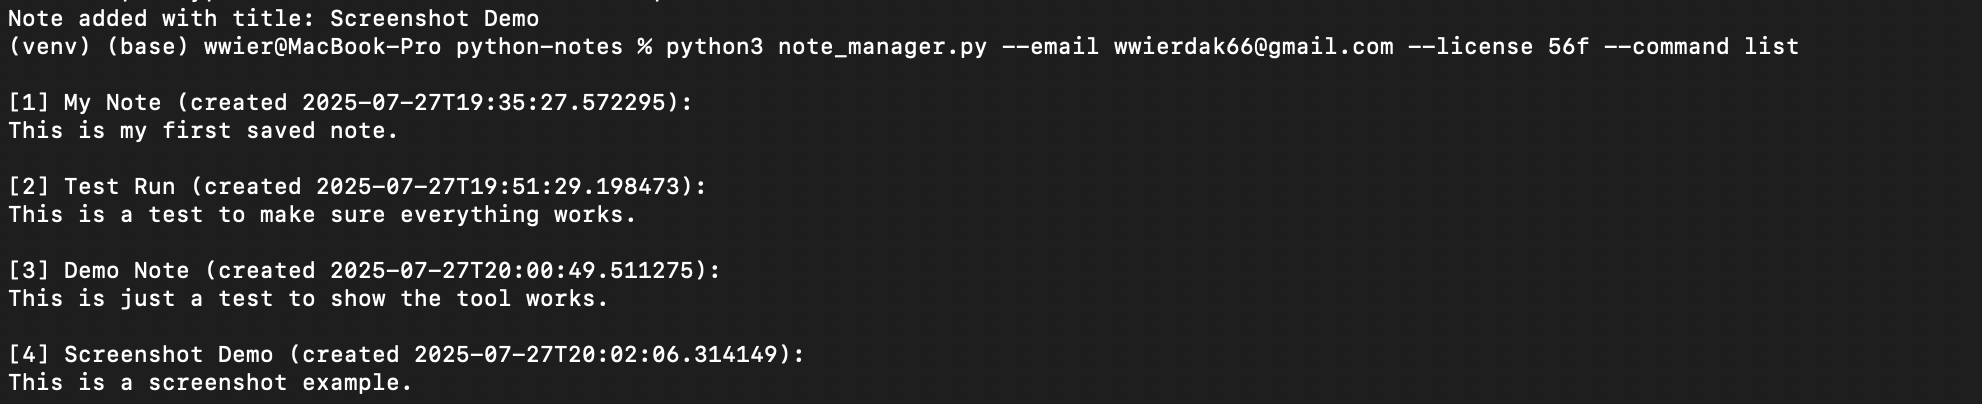 Note added with title: Screenshot Demo
(venv) (base) wwier@MacBook-Pro python-notes % python3 note_manager.py --email wwierdak66@gmail.com --license 56f --command list
[1] My Note (created 2025-07-27T19:35:27.572295):
This is my first saved note.
[2] Test Run (created 2025-07-27T19:51:29.198473):
This is a test to make sure everything works.
[3] Demo Note (created 2025-07-27T20:00:49.511275):
This is just a test to show the tool works.
[4] Screenshot Demo (created 2025-07-27T20:02:06.314149):
This is a screenshot example.